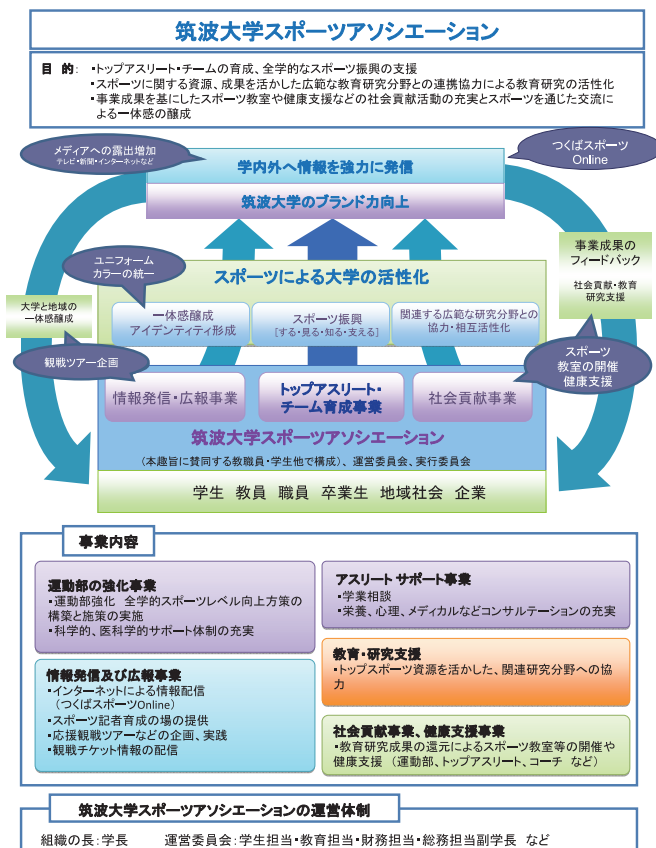 筑波大学スポーツアソシエーション
目 的: ・トップアスリート・チームの育成、全学的なスポーツ振興の支援
・スポーツに関する資源、成果を活かした広範な教育研究分野との連携協力による教育研究の活性化
・事業成果を基にしたスポーツ教室や健康支援などの社会貢献活動の充実とスポーツを通じた交流に
よる一体感の醸成
メディアへの露出増加
テレビ・新聞・インターネットなど
つくばスポーツ
Online
学内外へ情報を強力に発信
筑波大学のブランド力向上
ユニフォーム
カラーの統一
事業成果の
フィードバック
社会貢献・教育
研究支援
スポーツによる大学の活性化
大学と地域の
一体感醸成
一体感醸成
アイデンティティ形成
スポーツ振興
[する・見る・知る・支える]
関連する広範な研究分野との
協力・相互活性化
観戦ツアー企画
スポーツ
教室の開催
健康支援
情報発信・広報事業
トップアスリート・
チーム育成事業
社会貢献事業
筑波大学スポーツアソシエーション
(本趣旨に賛同する教職員・学生他で構成)、運営委員会、実行委員会
学生 教員 職員 卒業生 地域社会 企業
事業内容
運動部の強化事業
・運動部強化 全学的スポーツレベル向上方策の
構築と施策の実施
・科学的、医科学的サポート体制の充実
アスリート サポート事業
・学業相談
・栄養、心理、メディカルなどコンサルテーションの充実
情報発信及び広報事業
・インターネットによる情報配信
(つくばスポーツOnline)
・スポーツ記者育成の場の提供
・応援観戦ツアーなどの企画、実践
・観戦チケット情報の配信
教育・研究支援
・トップスポーツ資源を活かした、関連研究分野への協
力
社会貢献事業、健康支援事業
・教育研究成果の還元によるスポーツ教室等の開催や
健康支援 (運動部、トップアスリート、コーチ など)
筑波大学スポーツアソシエーションの運営体制
組織の長:学長 運営委員会:学生担当・教育担当・財務担当・総務担当副学長 など